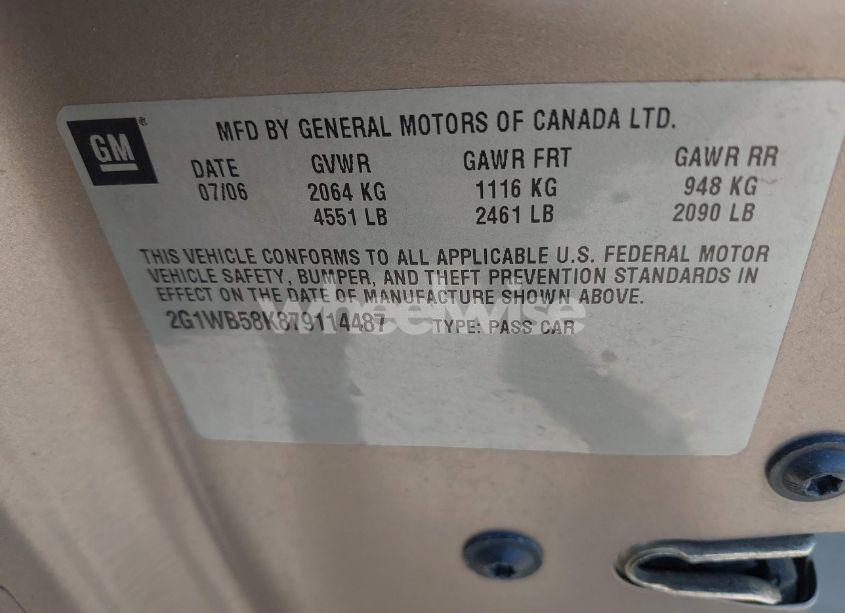 GM
MFD BY GENERAL MOTORS OF CANADA LTD.
DATE GVWR GAWR FRT GAWR RR
07/06 2064 KG 1116 KG 948 KG
4551 LB 2461 LB 2090 LB
THIS VEHICLE CONFORMS TO ALL APPLICABLE U.S. FEDERAL MOTOR
VEHICLE SAFETY, BUMPER, AND THEFT PREVENTION STANDARDS IN
EFFECT ON THE DATE OF MANUFACTURE SHOWN ABOVE.
2G1WB58K879114487 TYPE: PASS CAR
Wheelwise